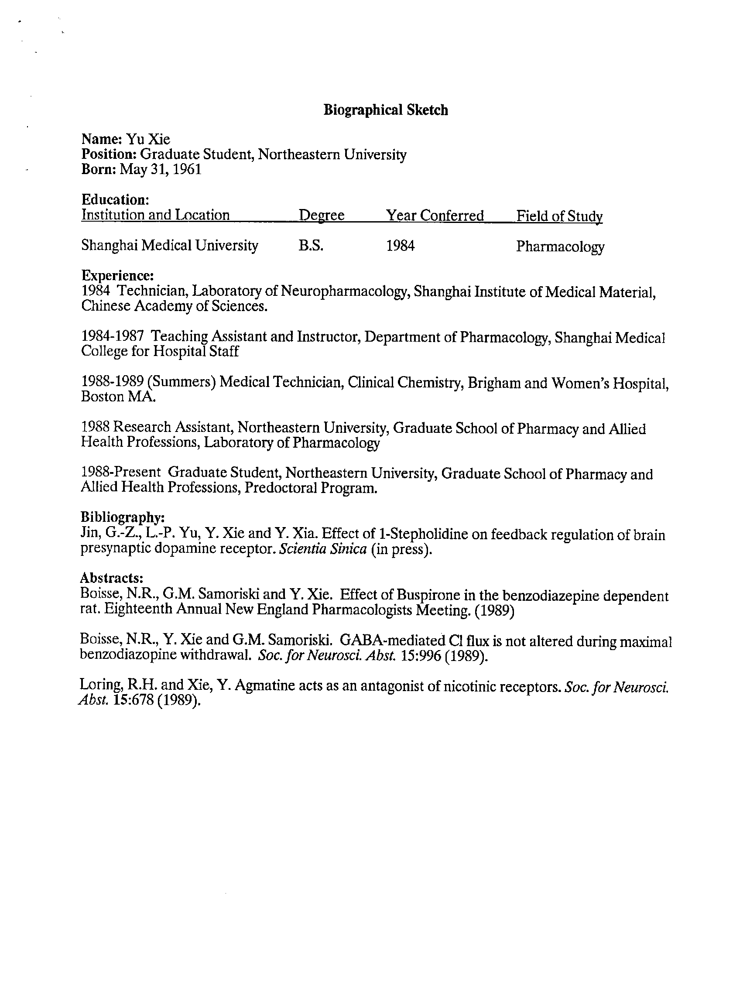 Biographical Sketch
Name: Yu Xie
Position: Graduate Student, Northeastern University
Born: May 31, 1961
Education:
Institution and Location Degree Year Conferred Field of Study
Shanghai Medical University B.S. 1984 Pharmacology
Experience:
1984 Technician, Laboratory of Neuropharmacology, Shanghai Institute of Medical Material,
Chinese Academy of Sciences.
1984-1987 Teaching Assistant and Instructor, Department of Pharmacology, Shanghai Medical
College for Hospital Staff
1988-1989 (Summers) Medical Technician, Clinical Chemistry, Brigham and Women's Hospital,
Boston MA.
1988 Research Assistant, Northeastern University, Graduate School of Pharmacy and Allied
Health Professions, Laboratory of Pharmacology
1988-Present Graduate Student, Northeastern University, Graduate School of Pharmacy and
Allied Health Professions, Predoctoral Program.
Bibliography:
Jin, G.-Z., L.-P. Yu, Y. Xie and Y. Xia. Effect of 1-Stepholidine on feedback regulation of brain
presynaptic dopamine receptor. Scientia Sinica (in press).
Abstracts:
Boisse, N.R., G.M. Samoriski and Y. Xie. Effect of Buspirone in the benzodiazepine dependent
rat. Eighteenth Annual New England Pharmacologists Meeting. (1989)
Boisse, N.R., Y. Xie and G.M. Samoriski. GABA-mediated Cl flux is not altered during maximal
benzodiazopine withdrawal. Soc. for Neurosci. Abst. 15:996 (1989).
Loring, R.H. and Xie, Y. Agmatine acts as an antagonist of nicotinic receptors. Soc. for Neurosci.
Abst. 15:678 (1989).